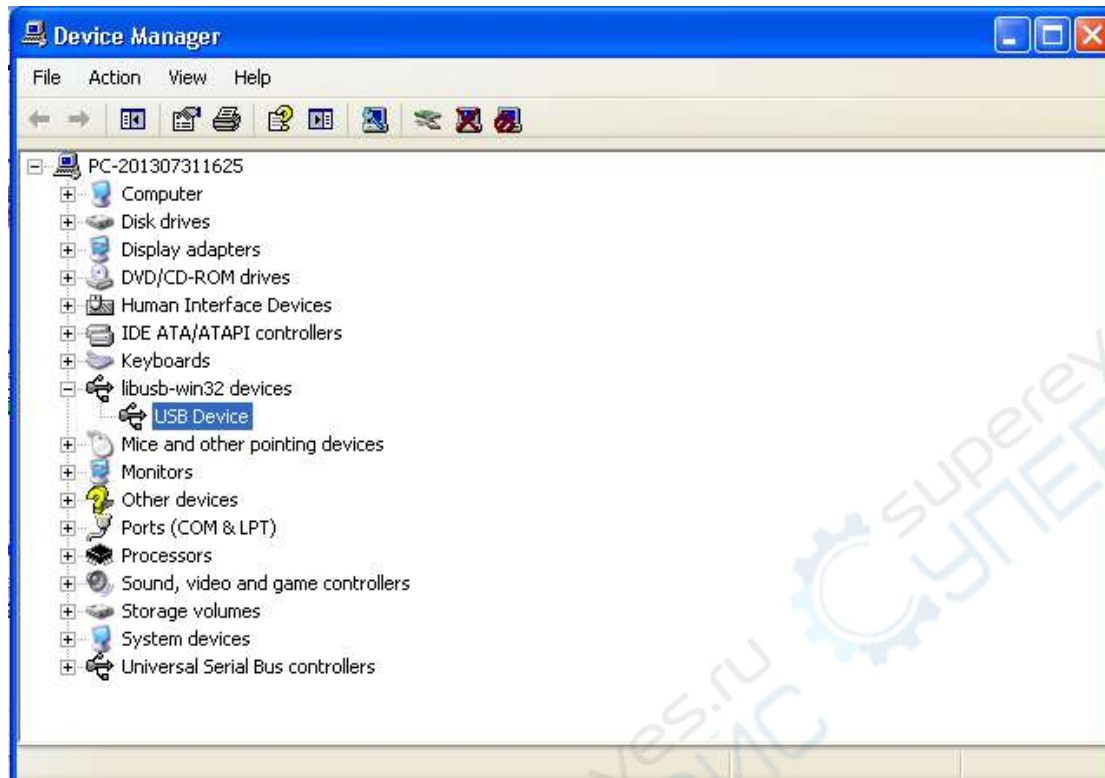 Device Manager
File Action View Help
PC-201307311625
Computer
Disk drives
Display adapters
DVD/CD-ROM drives
Human Interface Devices
IDE ATA/ATAPI controllers
Keyboards
libusb-win32 devices
USB Device
Mice and other pointing devices
Monitors
Other devices
Ports (COM & LPT)
Processors
Sound, video and game controllers
Storage volumes
System devices
Universal Serial Bus controllers